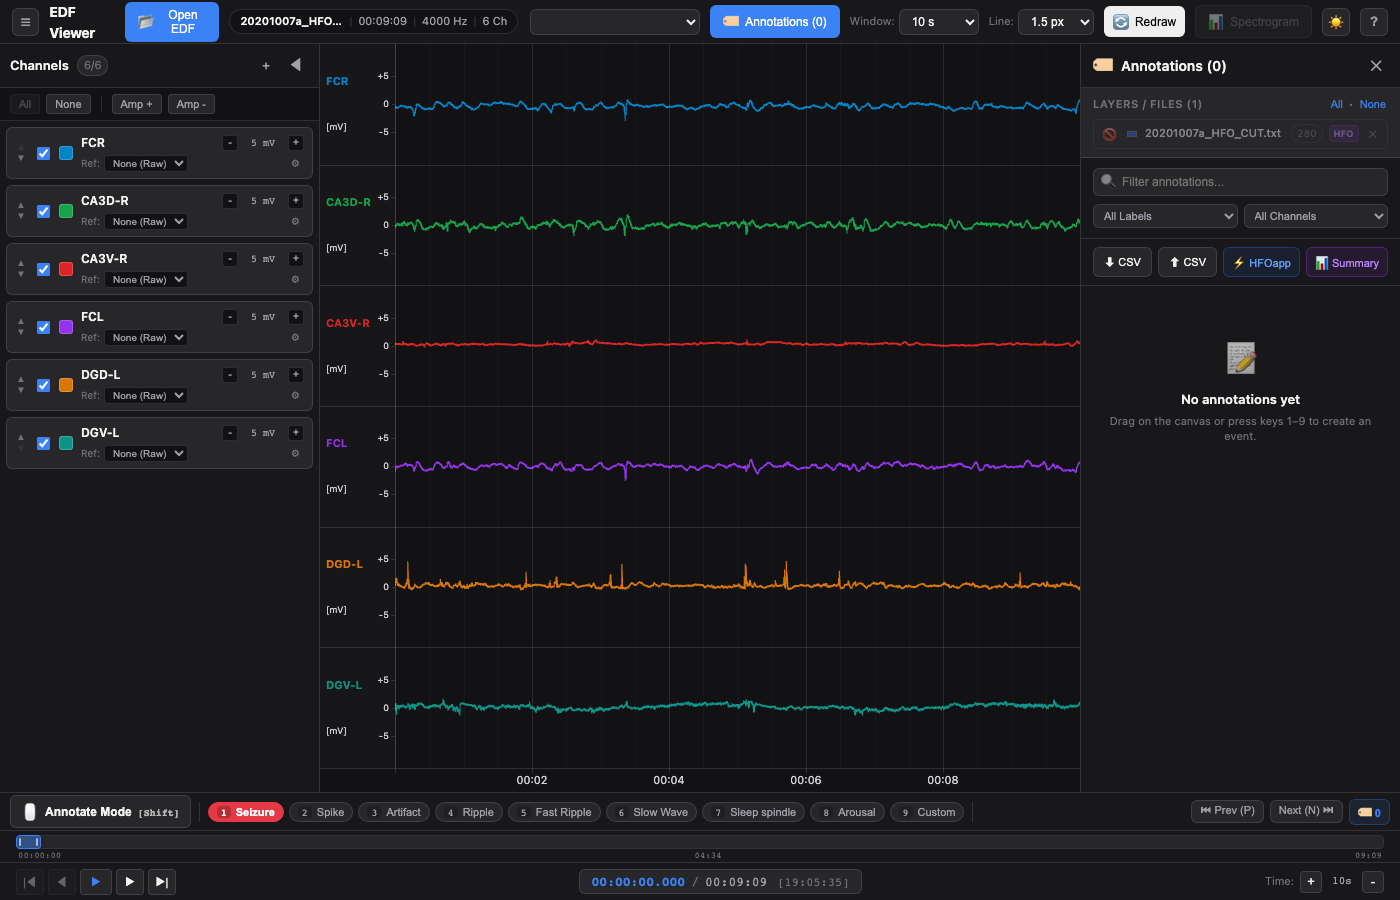 EDF
Viewer
Open
EDF
20201007a_HFO... 00:09:09 4000 Hz 6 Ch
Annotations (0)
Window: 10 s
Line: 1.5 px
Redraw
Spectrogram
?
Channels 6/6 +
All None Amp + Amp -
FCR - 5 mV +
Ref: None (Raw)
CA3D-R - 5 mV +
Ref: None (Raw)
CA3V-R - 5 mV +
Ref: None (Raw)
FCL - 5 mV +
Ref: None (Raw)
DGD-L - 5 mV +
Ref: None (Raw)
DGV-L - 5 mV +
Ref: None (Raw)
+5
FCR
0
[mV]
-5
+5
CA3D-R
0
[mV]
-5
+5
CA3V-R
0
[mV]
-5
+5
FCL
0
[mV]
-5
+5
DGD-L
0
[mV]
-5
+5
DGV-L
0
[mV]
-5
00:02 00:04 00:06 00:08
Annotations (0)
LAYERS / FILES (1) All · None
20201007a_HFO_CUT.txt 280 HFO
Filter annotations...
All Labels All Channels
⬇ CSV ⬆ CSV ⚡ HFOapp Summary
No annotations yet
Drag on the canvas or press keys 1–9 to create an
event.
Annotate Mode [Shift] 1 Seizure 2 Spike 3 Artifact 4 Ripple 5 Fast Ripple 6 Slow Wave 7 Sleep spindle 8 Arousal 9 Custom
⏮ Prev (P) Next (N) ⏭ 0
00:00:00 04:34 09:09
00:00:00.000 / 00:09:09 [19:05:35]
Time: + 10s -